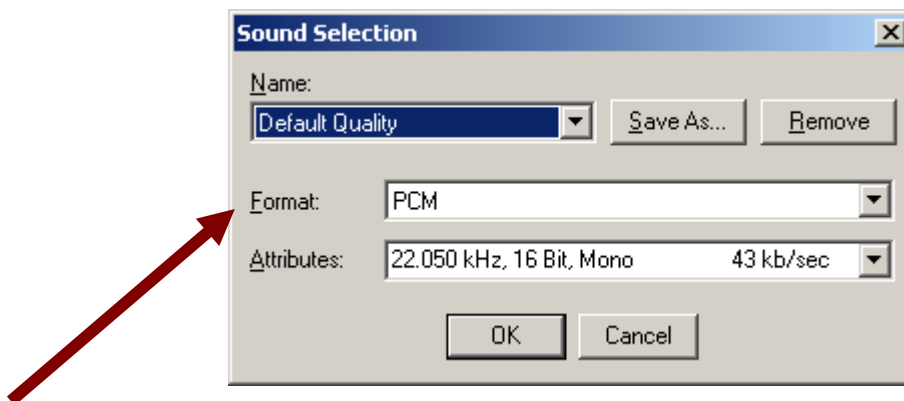 Sound Selection
Name:
Default Quality Save As... Remove
Format: PCM
Attributes: 22.050 kHz, 16 Bit, Mono 43 kb/sec
OK Cancel